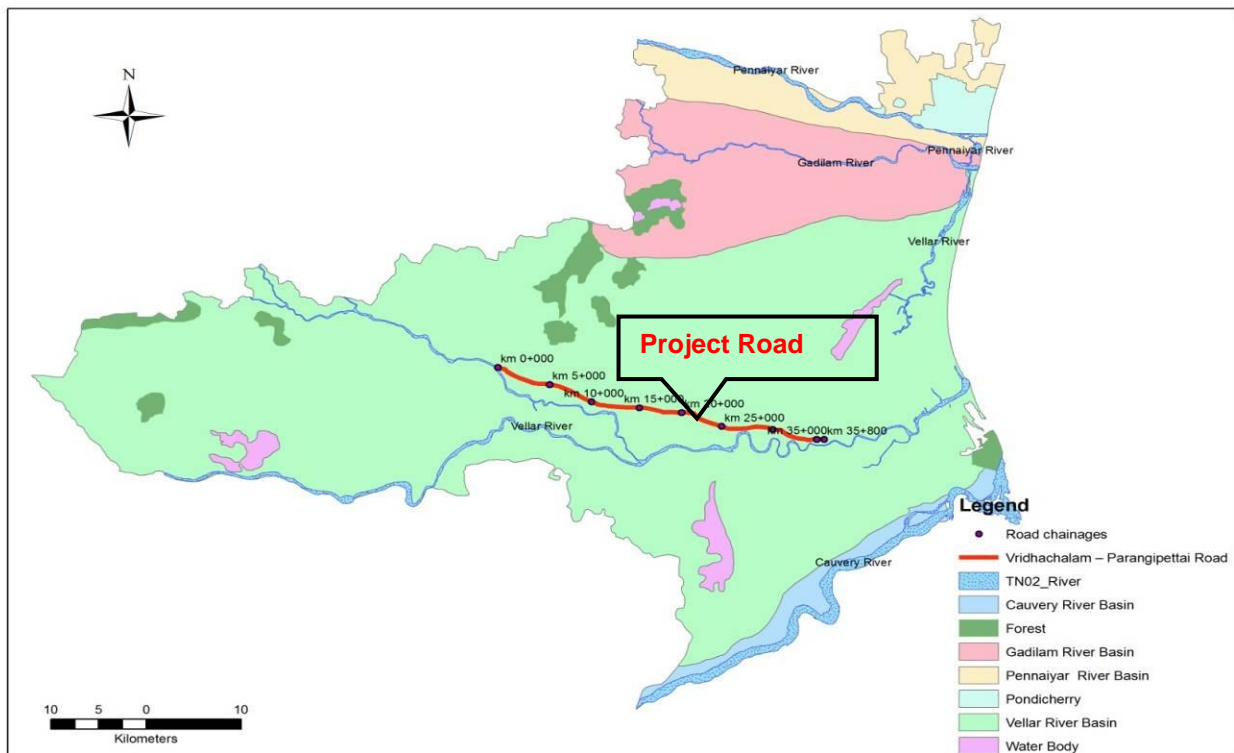 N
Pennaiyar River
Pennaiyar River
Gadilam River
Vellar River
Project Road
km 0+000
km 5+000
km 10+000
km 15+000
km 20+000
km 25+000
km 35+000
km 35+800
Vellar River
Cauvery River
Legend
Road chainages
Vridhachalam – Parangipettai Road
TN02_River
Cauvery River Basin
Forest
Gadilam River Basin
Pennaiyar River Basin
Pondicherry
Vellar River Basin
Water Body
10 5 0 10
Kilometers